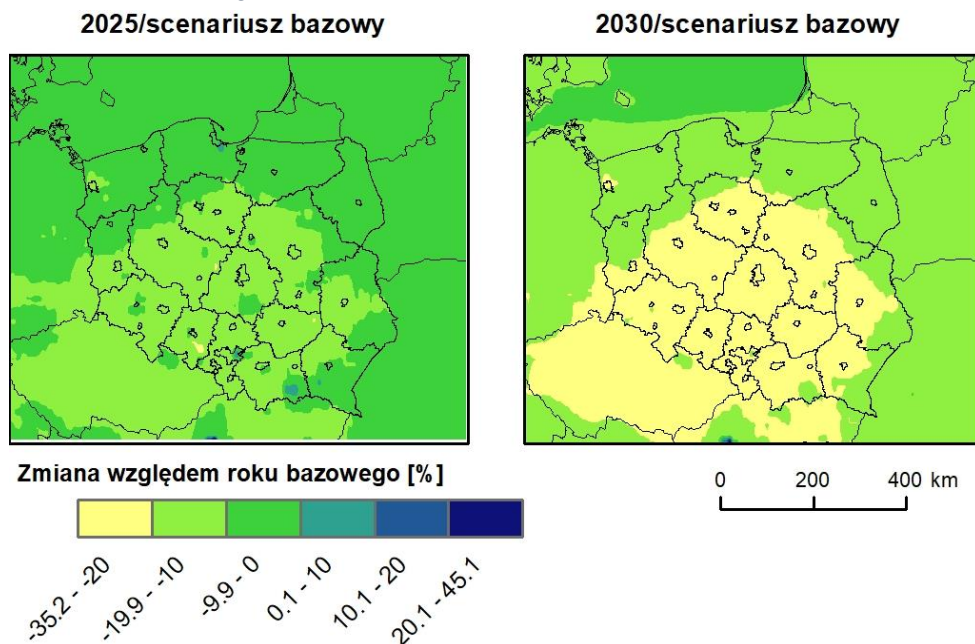 2025/scenariusz bazowy
2030/scenariusz bazowy
Zmiana względem roku bazowego [%]
0 200 400 km
-35.2 - -20
-19.9 - -10
-9.9 - 0
0.1 - 10
10.1 - 20
20.1 - 45.1